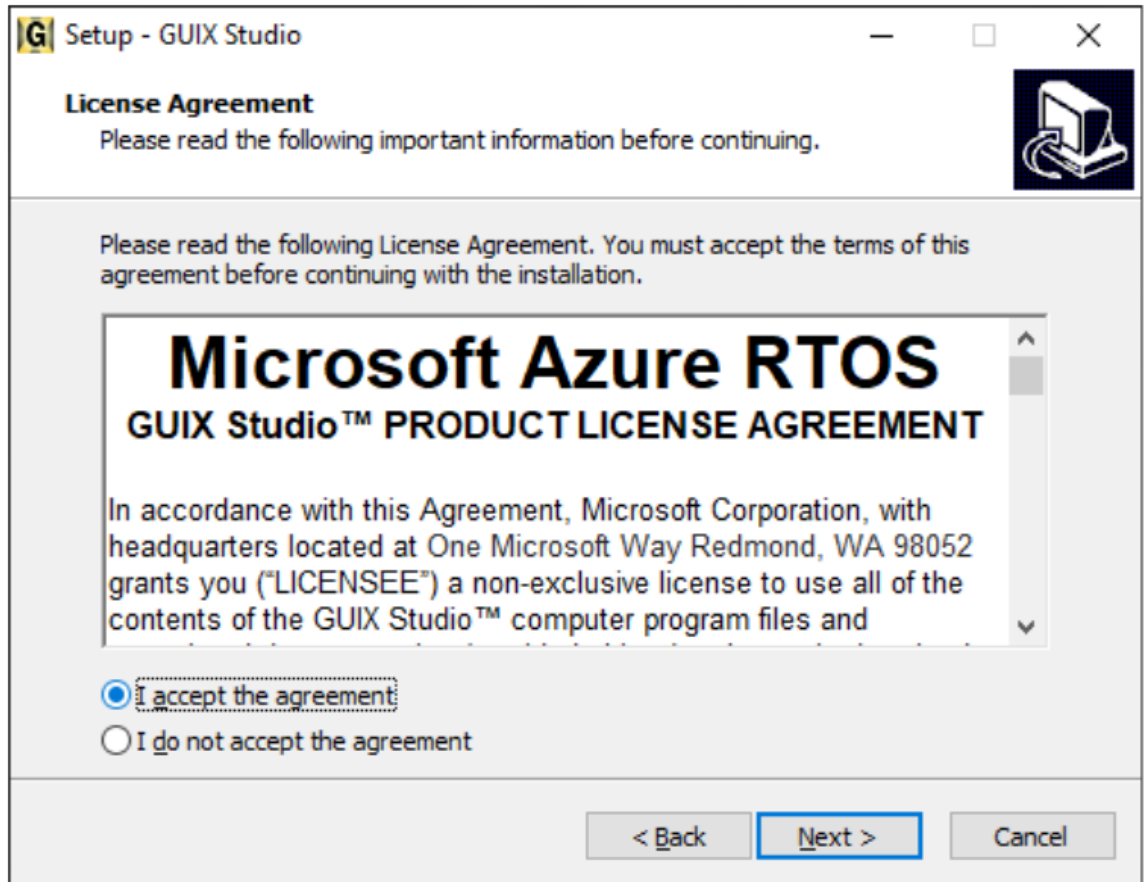 G Setup - GUIX Studio
License Agreement
Please read the following important information before continuing.
Please read the following License Agreement. You must accept the terms of this
agreement before continuing with the installation.
Microsoft Azure RTOS
GUIX Studio™ PRODUCT LICENSE AGREEMENT
In accordance with this Agreement, Microsoft Corporation, with
headquarters located at One Microsoft Way Redmond, WA 98052
grants you (“LICENSEE”) a non-exclusive license to use all of the
contents of the GUIX Studio™ computer program files and
I accept the agreement
I do not accept the agreement
< Back Next > Cancel